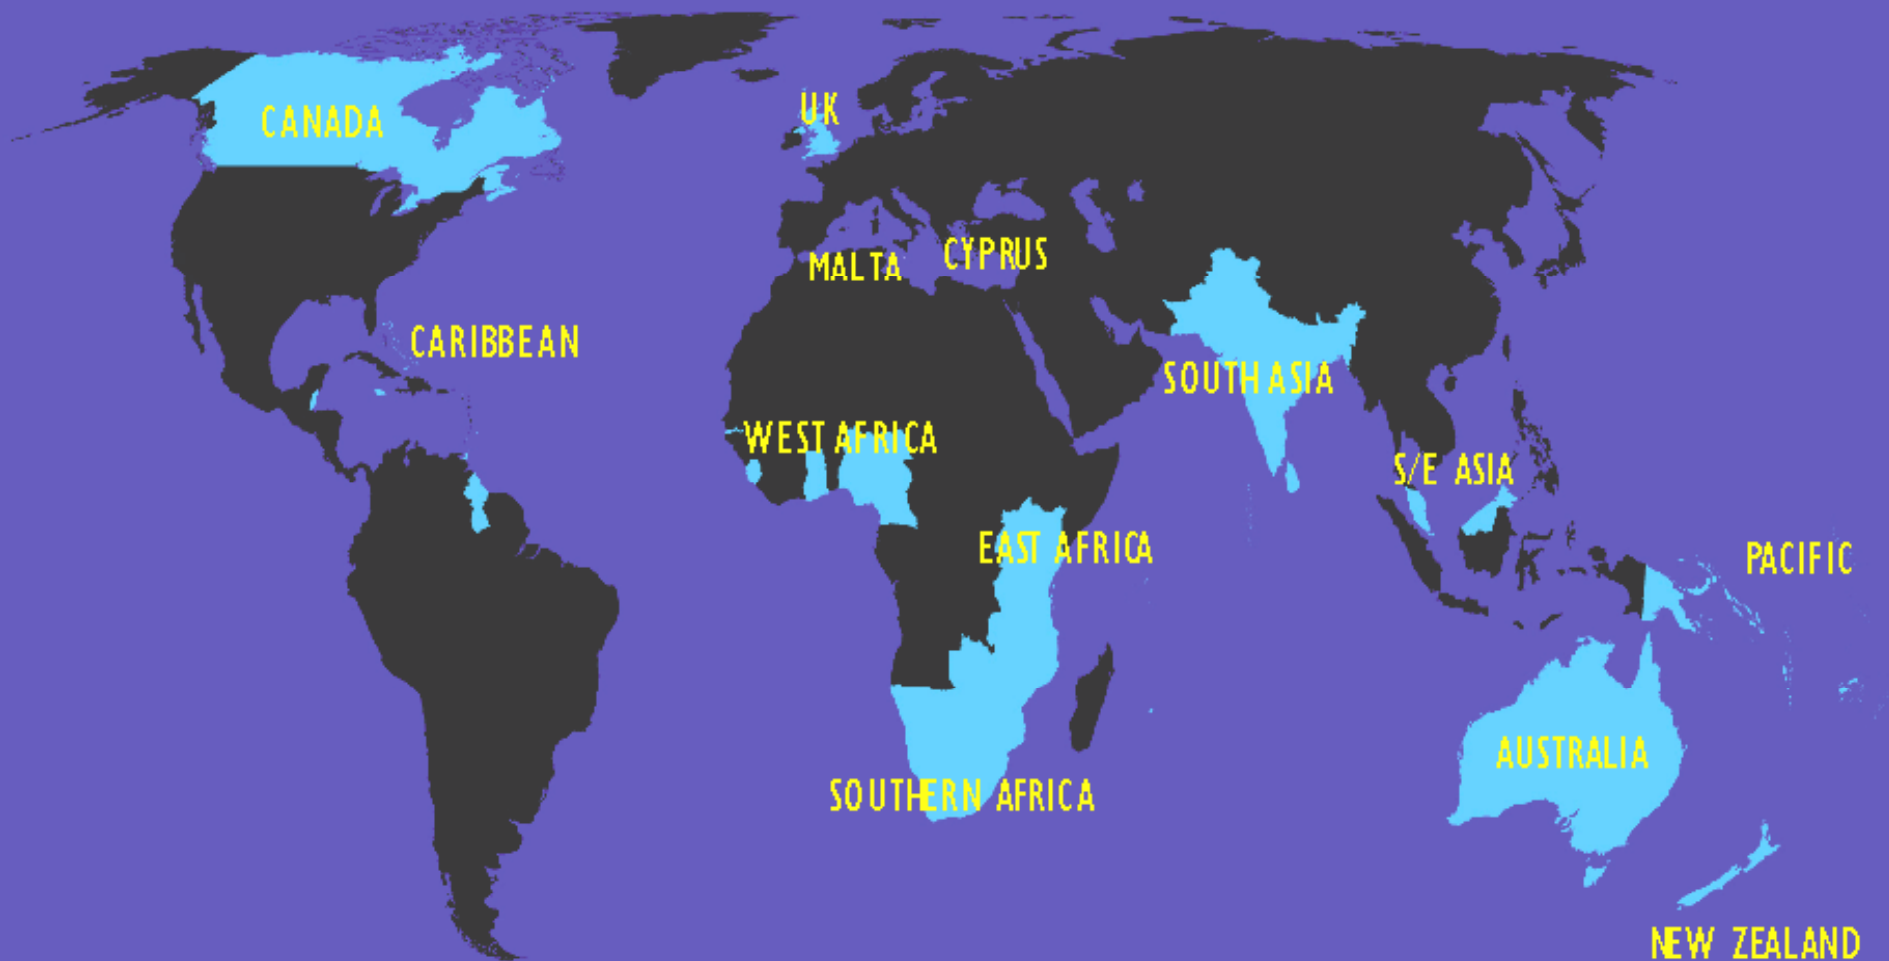 CANADA
UK
CYPRUS
MALTA
CARIBBEAN
SOUTH ASIA
WEST AFRICA
S/E ASIA
EAST AFRICA
PACIFIC
AUSTRALIA
SOUTHERN AFRICA
NEW ZEALAND